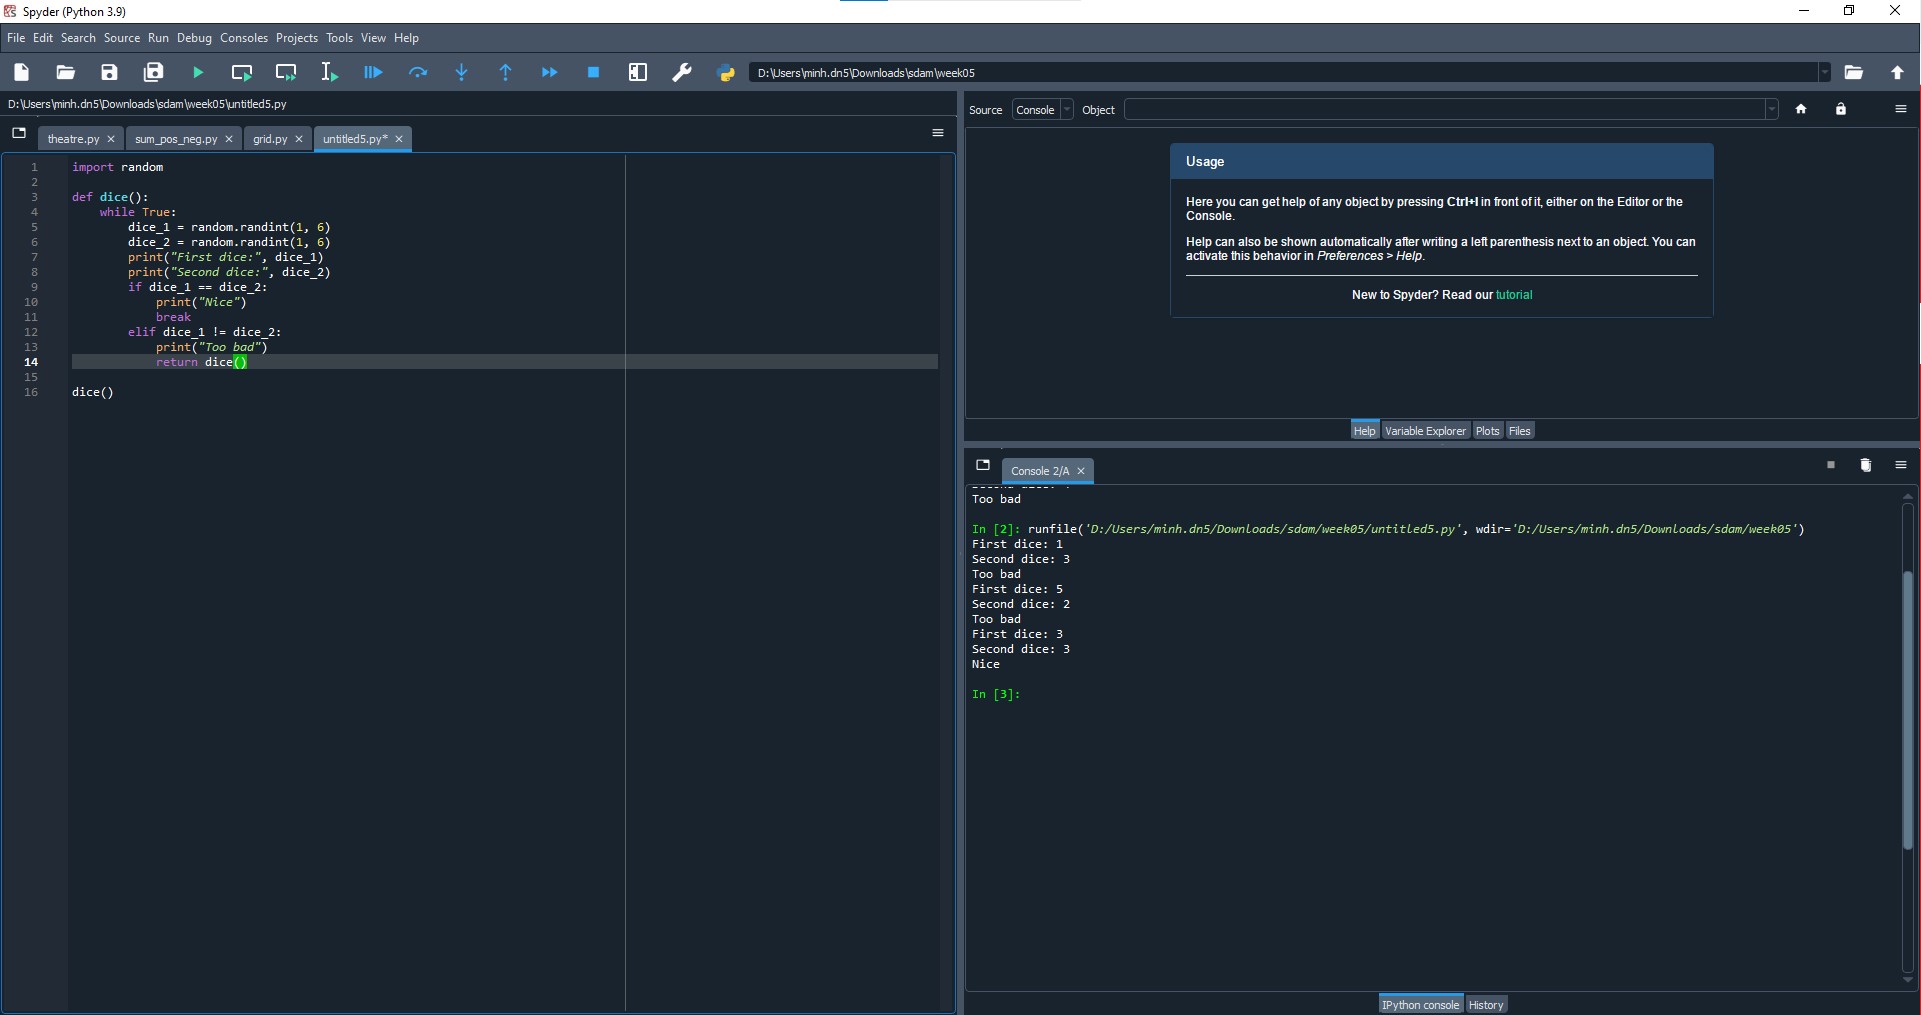 Spyder (Python 3.9)
File Edit Search Source Run Debug Consoles Projects Tools View Help
D:\Users\minh.dn5\Downloads\sdam\week05
D:\Users\minh.dn5\Downloads\sdam\week05\untitled5.py
theatre.py sum_pos_neg.py grid.py untitled5.py*
1 import random
2
3 def dice():
4     while True:
5         dice_1 = random.randint(1, 6)
6         dice_2 = random.randint(1, 6)
7         print("First dice:", dice_1)
8         print("Second dice:", dice_2)
9         if dice_1 == dice_2:
10             print("Nice")
11             break
12         elif dice_1 != dice_2:
13             print("Too bad")
14             return dice()
15
16 dice()
Source Console Object
Usage
Here you can get help of any object by pressing Ctrl+I in front of it, either on the Editor or the
Console.
Help can also be shown automatically after writing a left parenthesis next to an object. You can
activate this behavior in Preferences > Help.
New to Spyder? Read our tutorial
Help Variable Explorer Plots Files
Console 2/A
Too bad
In [2]: runfile('D:/Users/minh.dn5/Downloads/sdam/week05/untitled5.py', wdir='D:/Users/minh.dn5/Downloads/sdam/week05')
First dice: 1
Second dice: 3
Too bad
First dice: 5
Second dice: 2
Too bad
First dice: 3
Second dice: 3
Nice
In [3]:
IPython console History